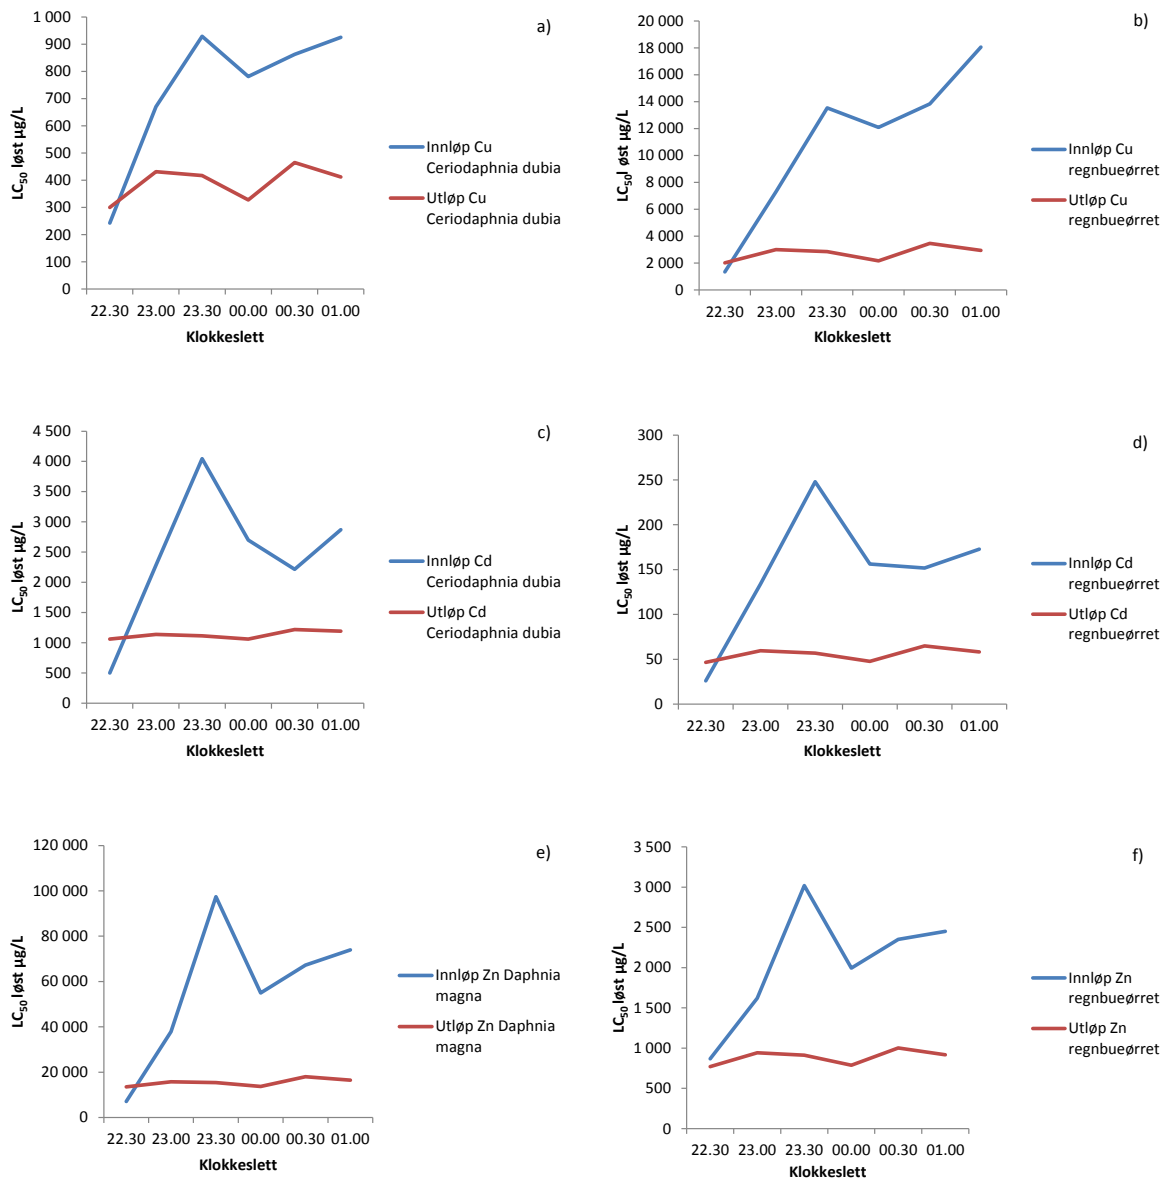 a)
1 000
900
800
700
600
500
400
300
200
100
0
LC50 løst µg/L
22.30 23.00 23.30 00.00 00.30 01.00
Klokkeslett
Innløp Cu
Ceriodaphnia dubia
Utløp Cu
Ceriodaphnia dubia
b)
20 000
18 000
16 000
14 000
12 000
10 000
8 000
6 000
4 000
2 000
0
LC50l øst µg/L
22.30 23.00 23.30 00.00 00.30 01.00
Klokkeslett
Innløp Cu
regnbueørret
Utløp Cu
regnbueørret
c)
4 500
4 000
3 500
3 000
2 500
2 000
1 500
1 000
500
0
LC50 løst µg/L
22.30 23.00 23.30 00.00 00.30 01.00
Klokkeslett
Innløp Cd
Ceriodaphnia dubia
Utløp Cd
Ceriodaphnia dubia
d)
300
250
200
150
100
50
0
LC50 løst µg/L
22.30 23.00 23.30 00.00 00.30 01.00
Klokkeslett
Innløp Cd
regnbueørret
Utløp Cd
regnbueørret
e)
120 000
100 000
80 000
60 000
40 000
20 000
0
LC50 løst µg/L
22.30 23.00 23.30 00.00 00.30 01.00
Klokkeslett
Innløp Zn Daphnia
magna
Utløp Zn Daphnia
magna
f)
3 500
3 000
2 500
2 000
1 500
1 000
500
0
LC50 løst µg/L
22.30 23.00 23.30 00.00 00.30 01.00
Klokkeslett
Innløp Zn
regnbueørret
Utløp Zn
regnbueørret